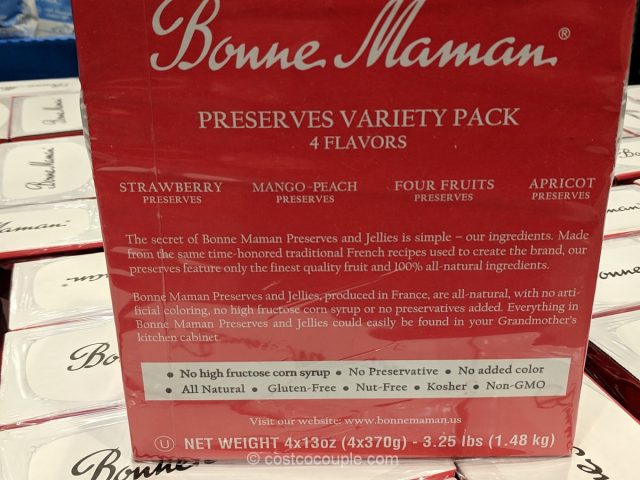 Bonne Maman®
PRESERVES VARIETY PACK
4 FLAVORS
STRAWBERRY
PRESERVES
MANGO-PEACH
PRESERVES
FOUR FRUITS
PRESERVES
APRICOT
PRESERVES
The secret of Bonne Maman Preserves and Jellies is simple – our ingredients. Made
from the same time-honored traditional French recipes used to create the brand, our
preserves feature only the finest quality fruit and 100% all-natural ingredients.
Bonne Maman Preserves and Jellies, produced in France, are all-natural, with no arti-
ficial coloring, no high fructose corn syrup or no preservatives added. Everything in
Bonne Maman Preserves and Jellies could easily be found in your Grandmother's
kitchen cabinet.
• No high fructose corn syrup • No Preservative • No added color
• All Natural • Gluten-Free • Nut-Free • Kosher • Non-GMO
Visit our website: www.bonnemaman.us
U NET WEIGHT 4x13oz (4x370g) - 3.25 lbs (1.48 kg)
© costcocouple.com
Bonne Maman
Maman
Bonne